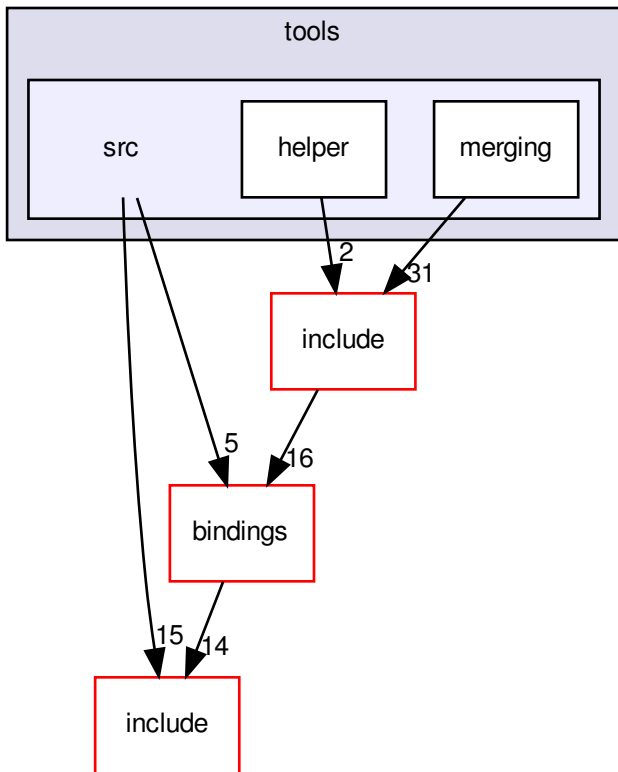 tools
src
helper
merging
2
31
include
5
16
bindings
15
14
include